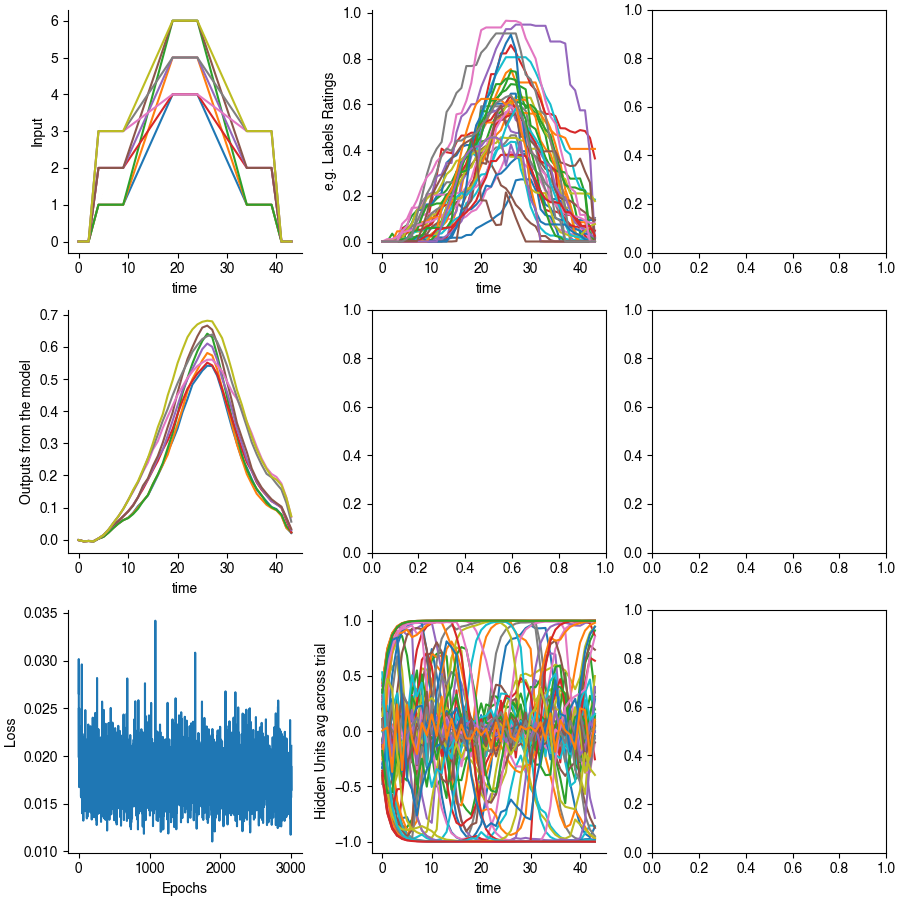 6
5
4
3
2
1
0
Input
0 10 20 30 40
time
1.0
0.8
0.6
0.4
0.2
0.0
e.g. Labels Ratings
0 10 20 30 40
time
1.0
0.8
0.6
0.4
0.2
0.0
0.0 0.2 0.4 0.6 0.8 1.0
0.7
0.6
0.5
0.4
0.3
0.2
0.1
0.0
Outputs from the model
0 10 20 30 40
time
1.0
0.8
0.6
0.4
0.2
0.0
0.0 0.2 0.4 0.6 0.8 1.0
1.0
0.8
0.6
0.4
0.2
0.0
0.0 0.2 0.4 0.6 0.8 1.0
0.035
0.030
0.025
0.020
0.015
0.010
Loss
0 1000 2000 3000
Epochs
1.0
0.5
0.0
−0.5
−1.0
Hidden Units avg across trial
0 10 20 30 40
time
1.0
0.8
0.6
0.4
0.2
0.0
0.0 0.2 0.4 0.6 0.8 1.0